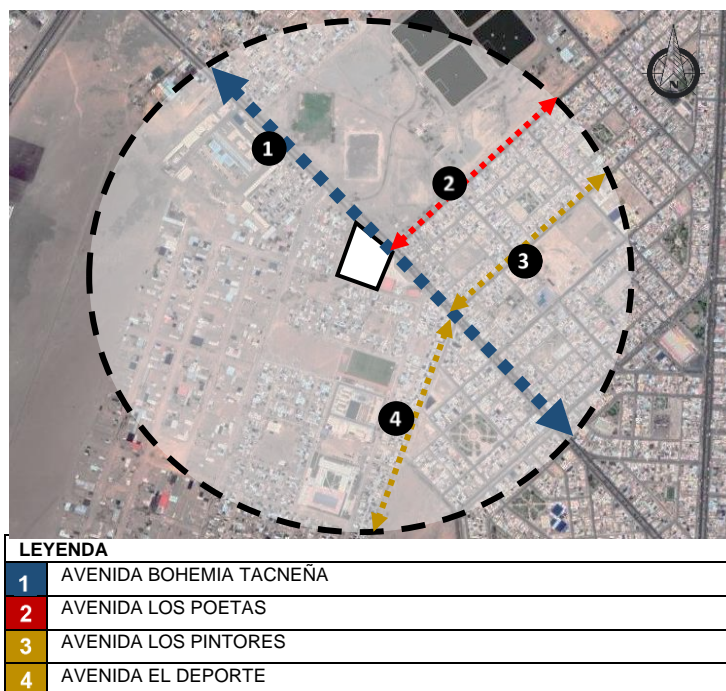 N
1
2
3
4
LEYENDA
1 AVENIDA BOHEMIA TACNEÑA
2 AVENIDA LOS POETAS
3 AVENIDA LOS PINTORES
4 AVENIDA EL DEPORTE